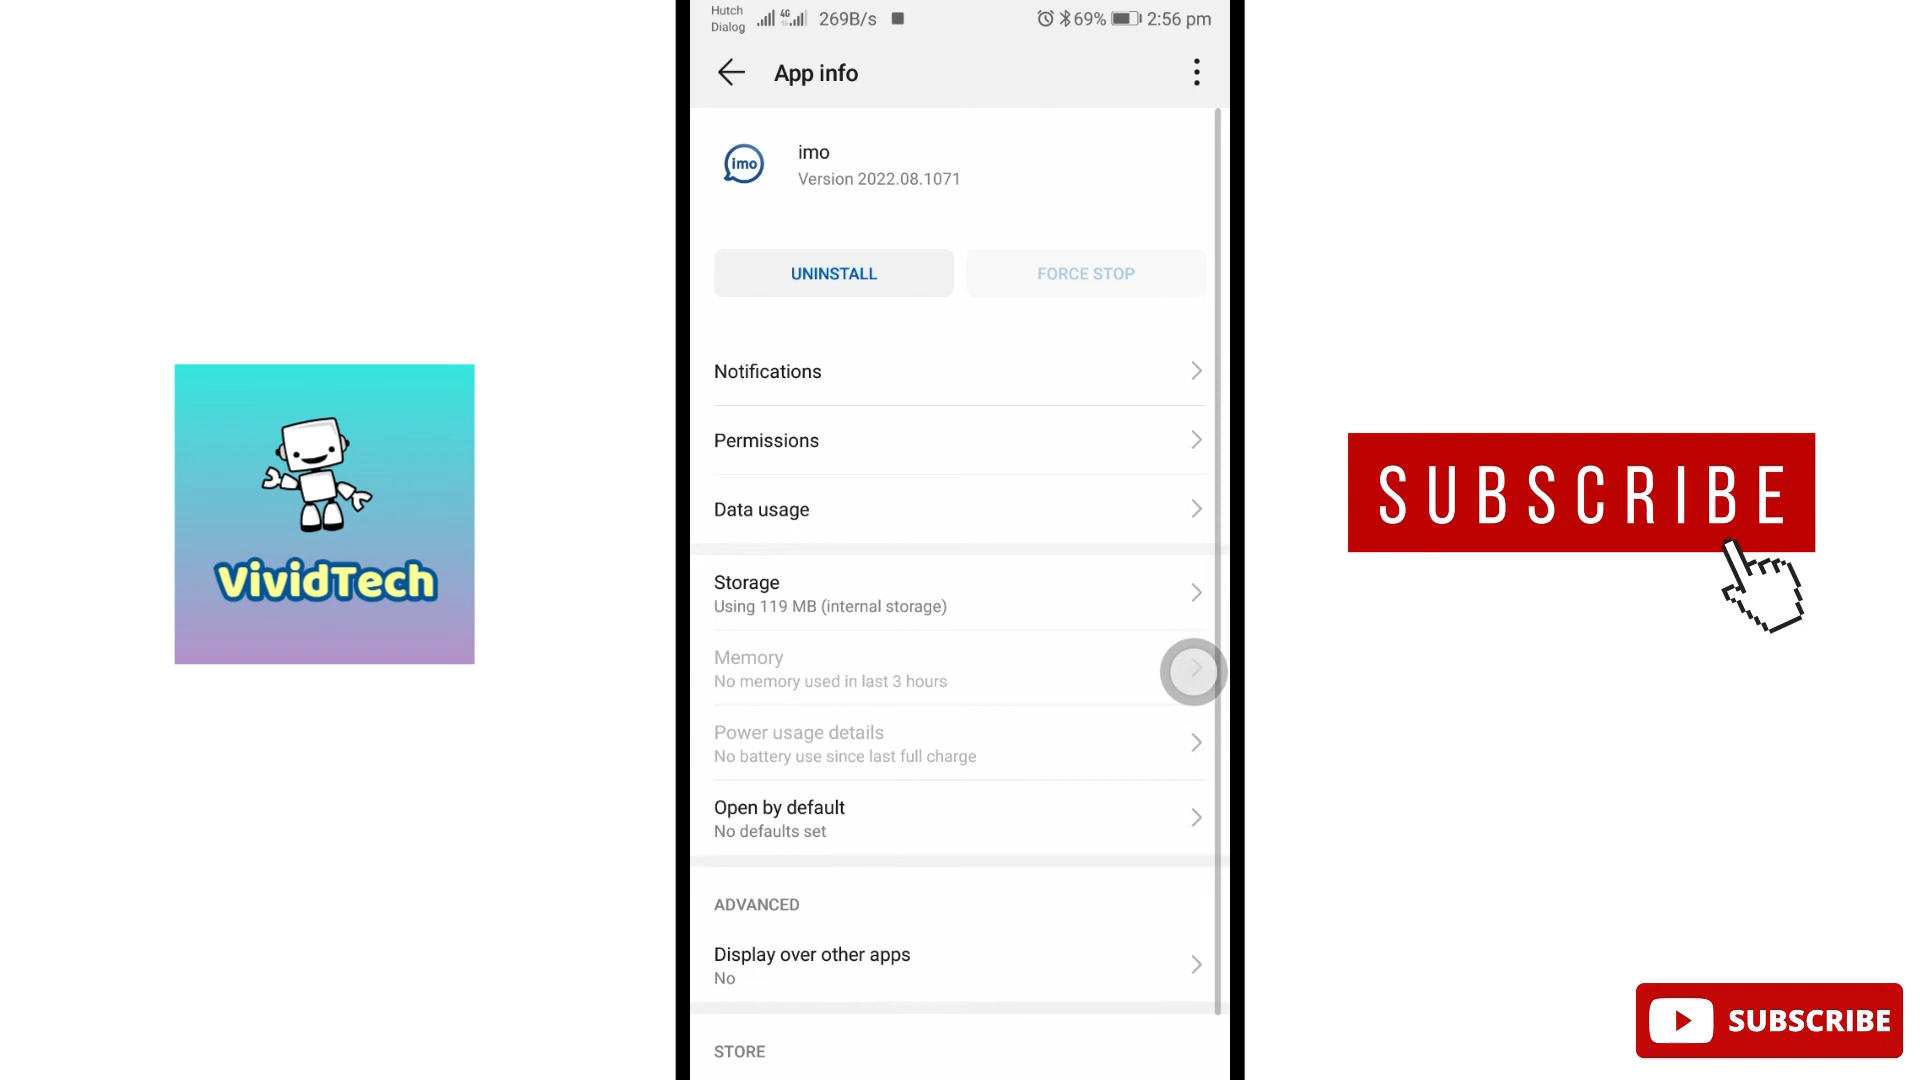 Hutch
Dialog
4G
269B/s
69%
2:56 pm
App info
imo
imo
Version 2022.08.1071
UNINSTALL
FORCE STOP
Notifications
Permissions
Data usage
Storage
Using 119 MB (internal storage)
Memory
No memory used in last 3 hours
Power usage details
No battery use since last full charge
Open by default
No defaults set
ADVANCED
Display over other apps
No
STORE
VividTech
SUBSCRIBE
SUBSCRIBE